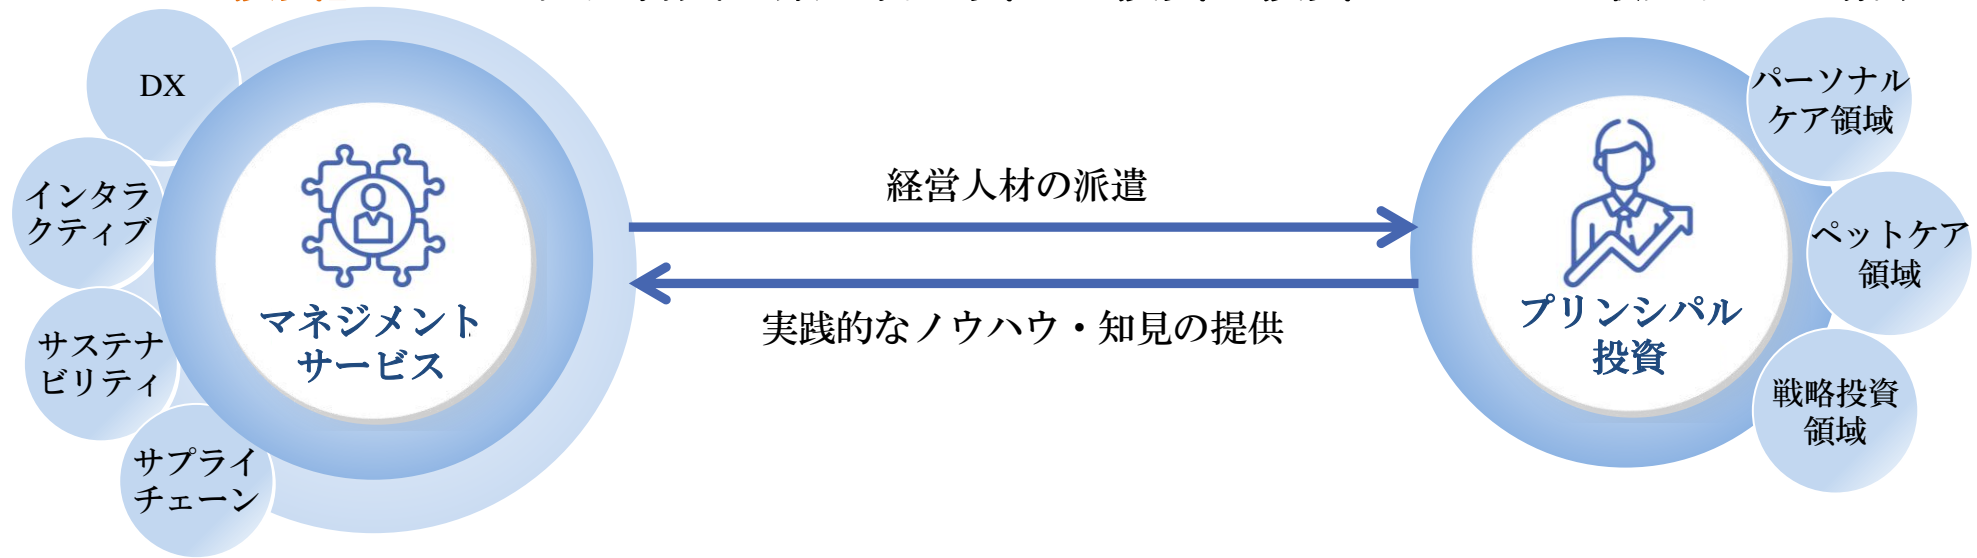 DX
インタラ
クティブ
サステナ
ビリティ
サプライ
チェーン
マネジメント
サービス
経営人材の派遣
実践的なノウハウ・知見の提供
プリンシパル
投資
パーソナル
ケア領域
ペットケア
領域
戦略投資
領域